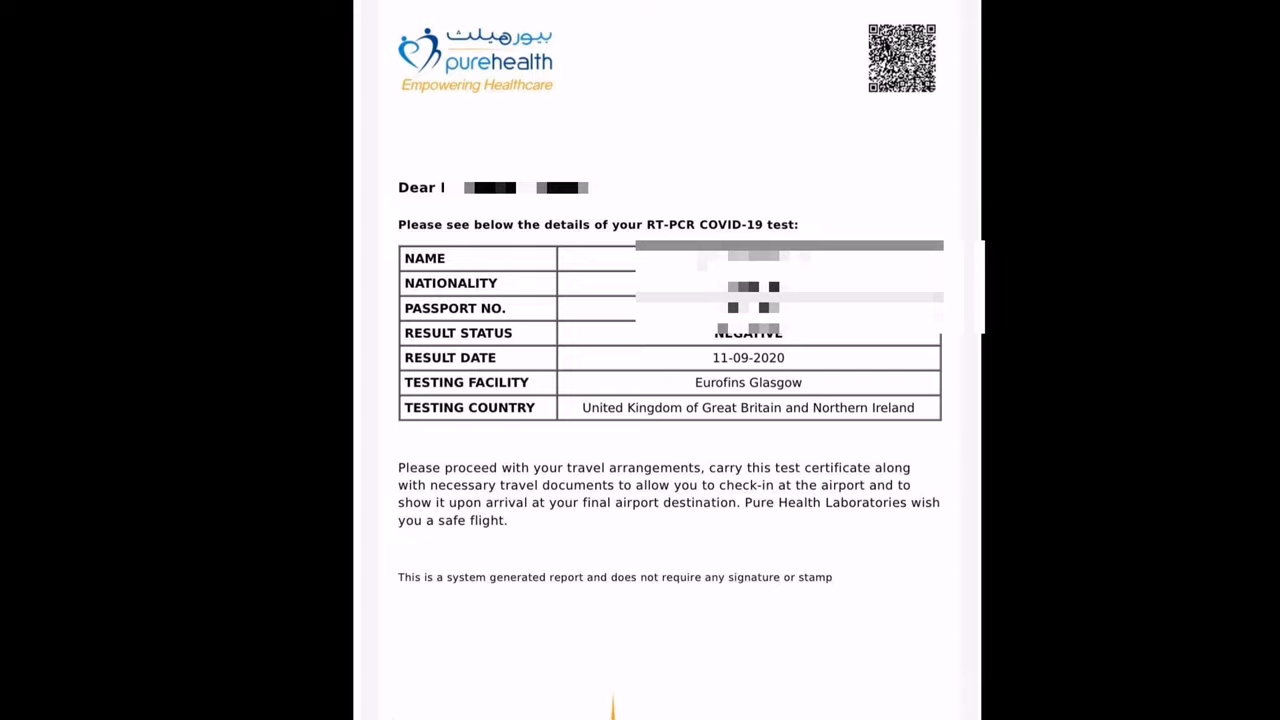 بيورهيلث
purehealth
Empowering Healthcare
Dear
Please see below the details of your RT-PCR COVID-19 test:
NAME
NATIONALITY
PASSPORT NO.
RESULT STATUS NEGATIVE
RESULT DATE 11-09-2020
TESTING FACILITY Eurofins Glasgow
TESTING COUNTRY United Kingdom of Great Britain and Northern Ireland
Please proceed with your travel arrangements, carry this test certificate along
with necessary travel documents to allow you to check-in at the airport and to
show it upon arrival at your final airport destination. Pure Health Laboratories wish
you a safe flight.
This is a system generated report and does not require any signature or stamp